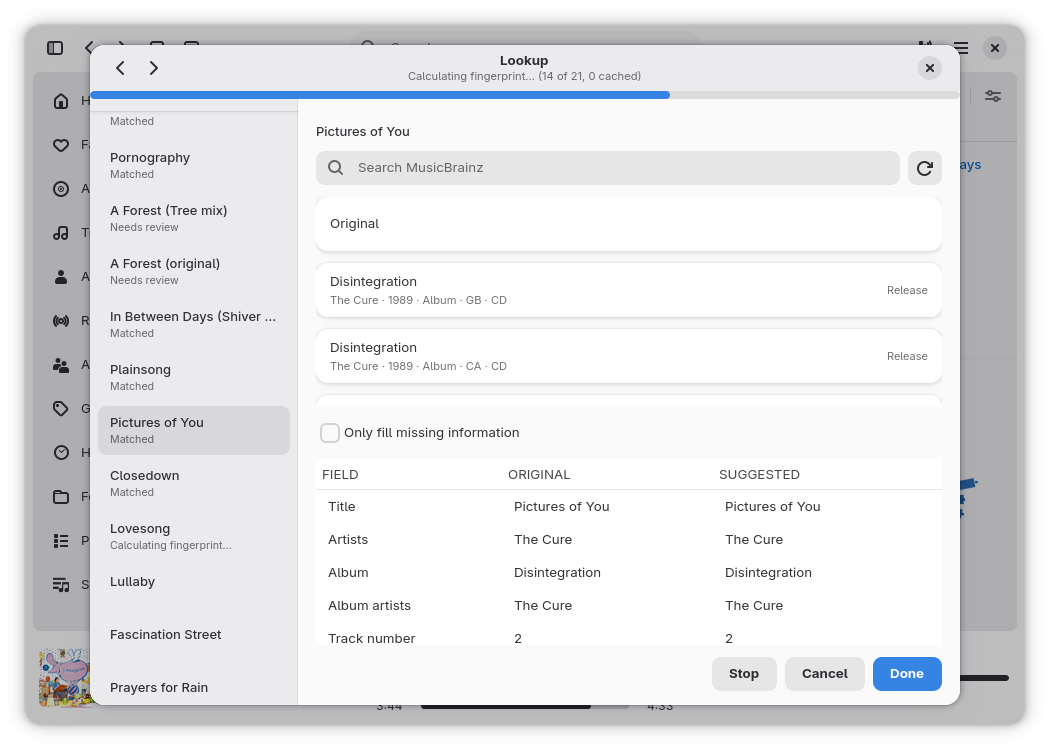 Lookup
Calculating fingerprint... (14 of 21, 0 cached)
Matched
Pornography
Matched
A Forest (Tree mix)
Needs review
A Forest (original)
Needs review
In Between Days (Shiver ...
Matched
Plainsong
Matched
Pictures of You
Matched
Closedown
Matched
Lovesong
Calculating fingerprint...
Lullaby
Fascination Street
Prayers for Rain
Pictures of You
Search MusicBrainz
Original
Disintegration
The Cure · 1989 · Album · GB · CD
Release
Disintegration
The Cure · 1989 · Album · CA · CD
Release
Only fill missing information
FIELD ORIGINAL SUGGESTED
Title Pictures of You Pictures of You
Artists The Cure The Cure
Album Disintegration Disintegration
Album artists The Cure The Cure
Track number 2 2
Stop Cancel Done
ays
3:44 4:33